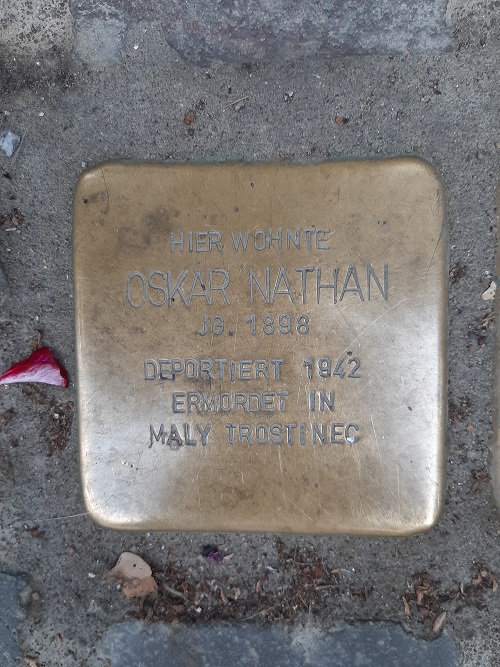 HIER WOHNTE
OSKAR NATHAN
JG. 1898
DEPORTIERT 1942
ERMORDET IN
MALY TROSTINEC